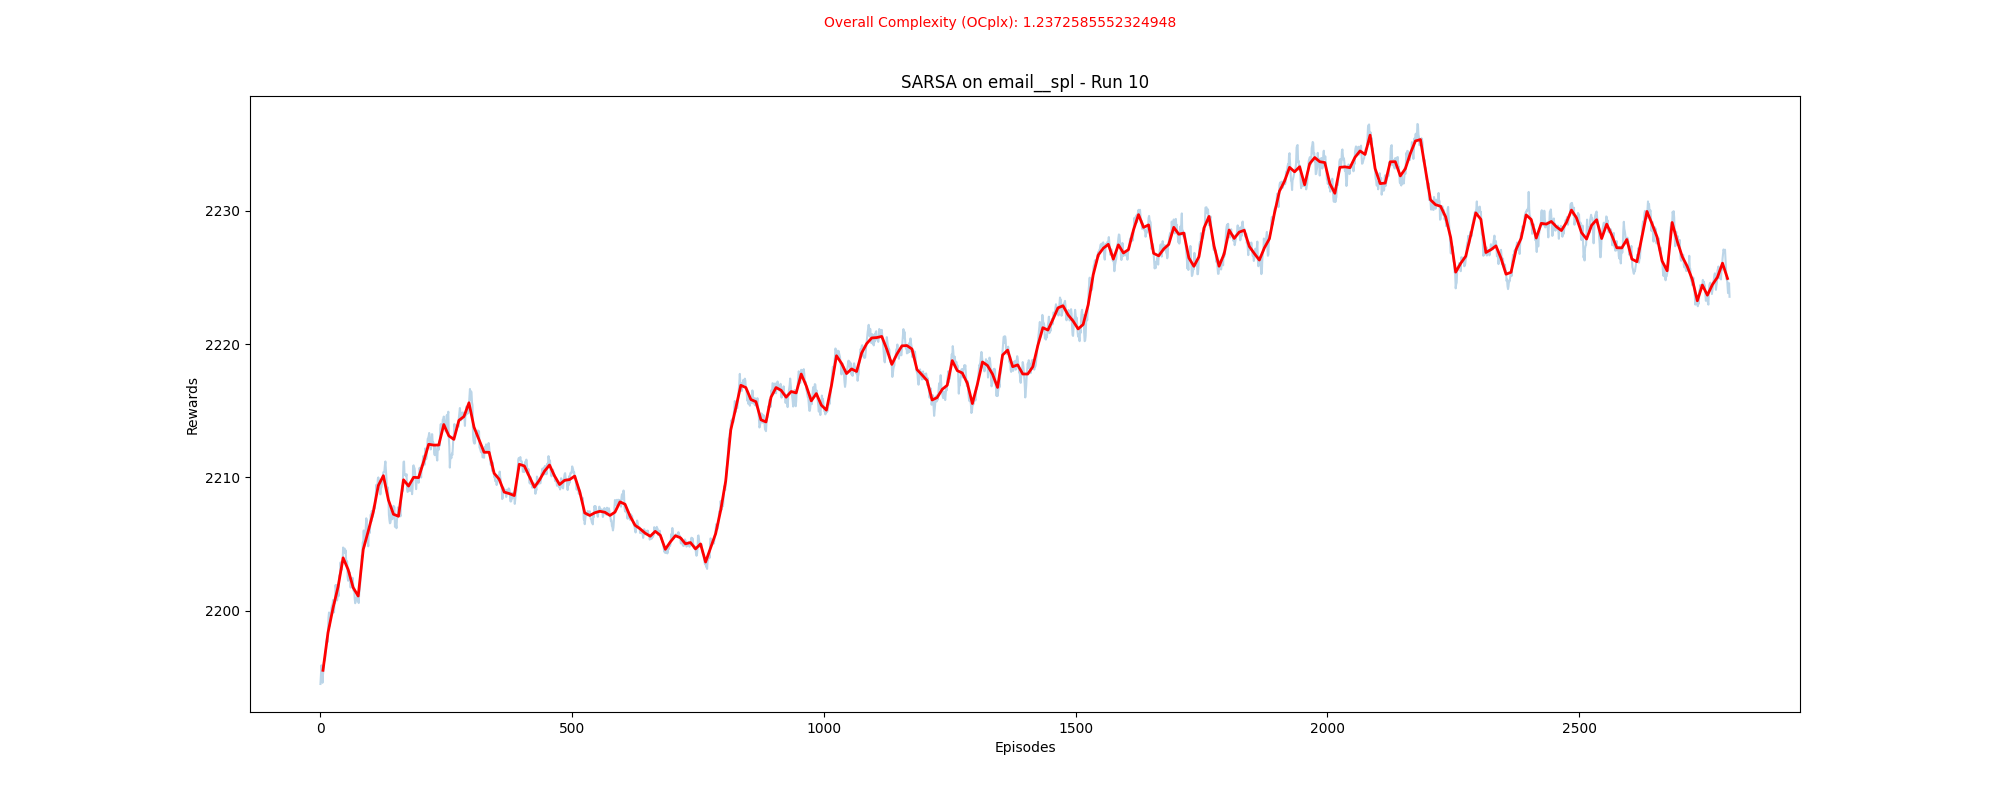 Overall Complexity (OCplx): 1.2372585552324948
SARSA on email__spl - Run 10
2230
2220
2210
2200
Rewards
0 500 1000 1500 2000 2500
Episodes